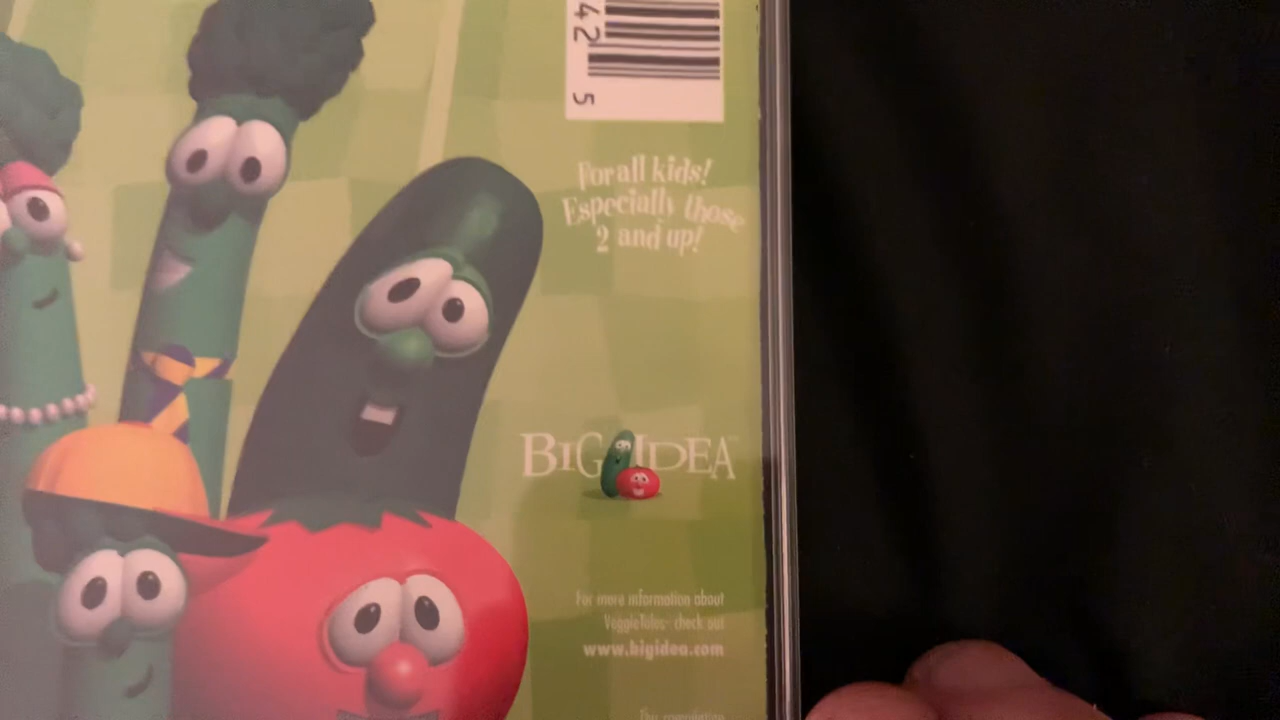 42
5
For all kids!
Especially those
2 and up!
BIG IDEA
For more information about
VeggieTales™ check out
www.bigidea.com